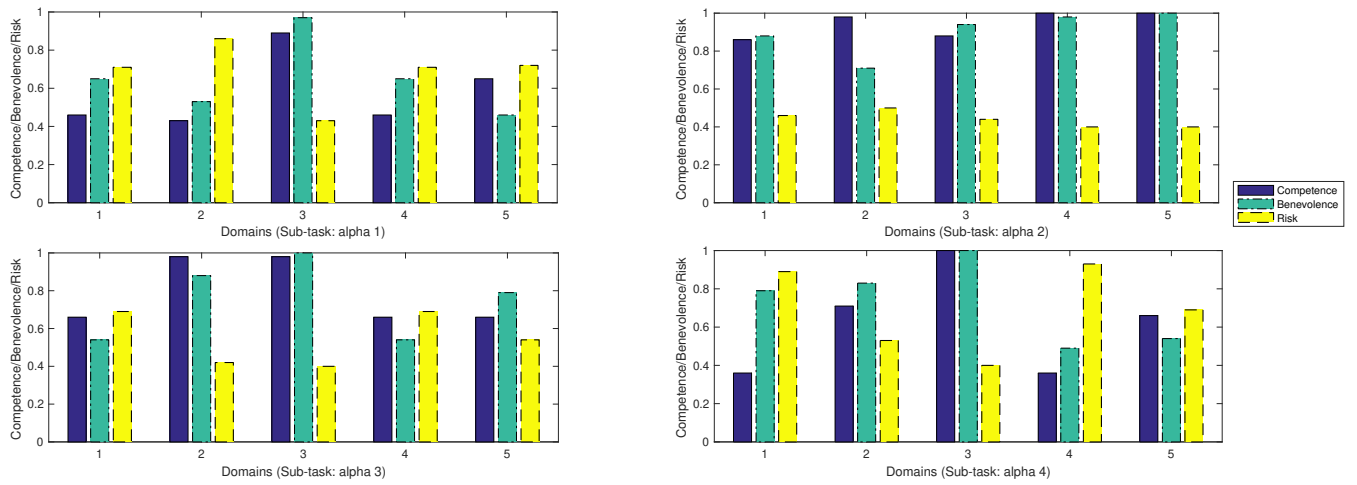 Competence/Benevolence/Risk
1
0.8
0.6
0.4
0.2
0
1 2 3 4 5
Domains (Sub-task: alpha 1)
Competence/Benevolence/Risk
1
0.8
0.6
0.4
0.2
0
1 2 3 4 5
Domains (Sub-task: alpha 2)
Competence
Benevolence
Risk
Competence/Benevolence/Risk
1
0.8
0.6
0.4
0.2
0
1 2 3 4 5
Domains (Sub-task: alpha 3)
Competence/Benevolence/Risk
1
0.8
0.6
0.4
0.2
0
1 2 3 4 5
Domains (Sub-task: alpha 4)